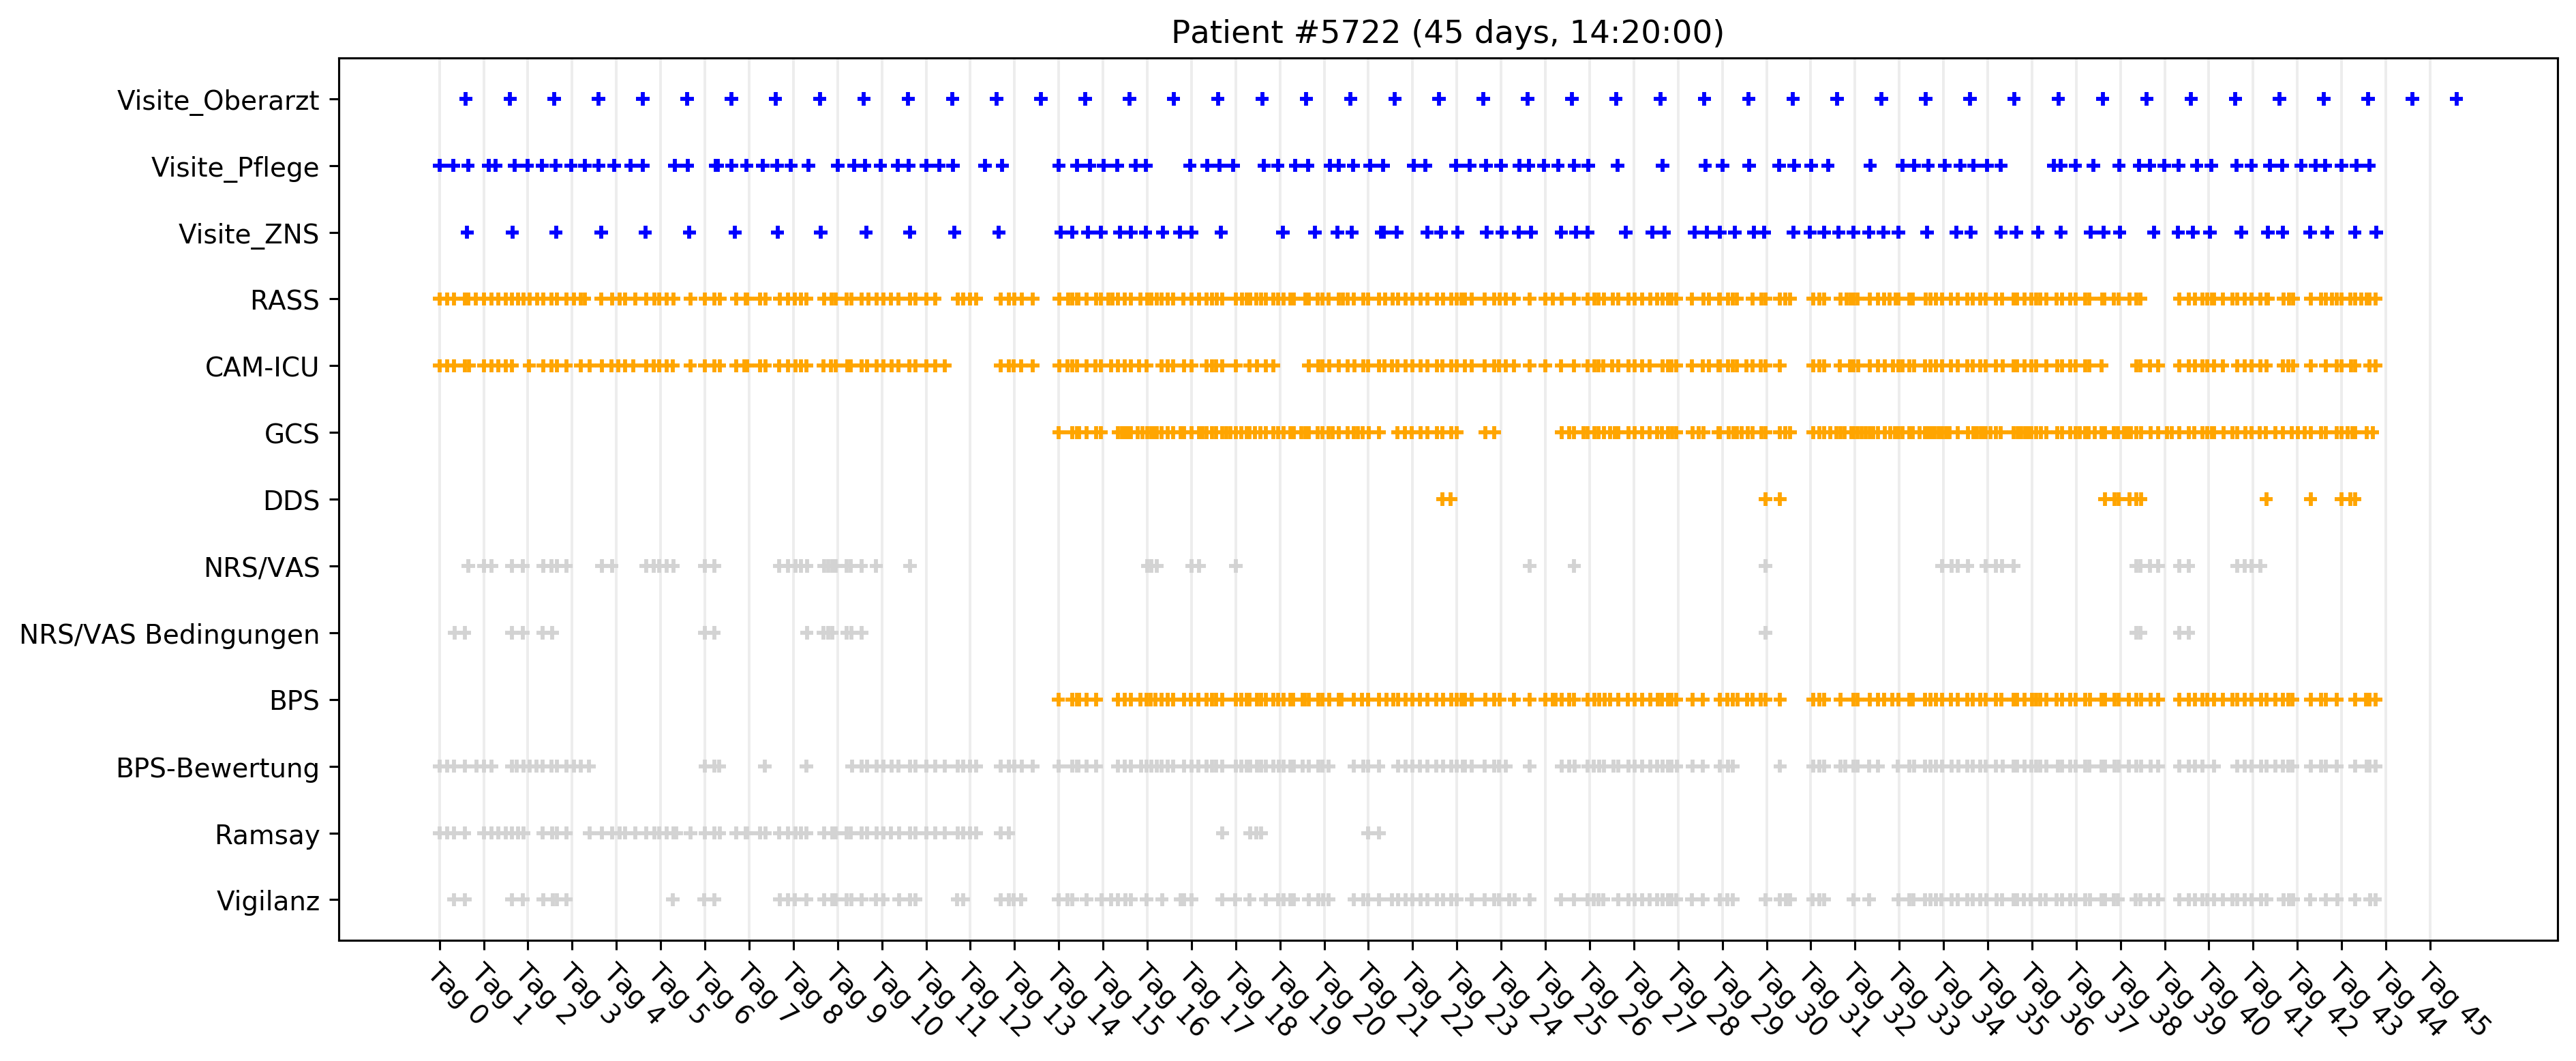 Patient #5722 (45 days, 14:20:00)
Visite_Oberarzt
Visite_Pflege
Visite_ZNS
RASS
CAM-ICU
GCS
DDS
NRS/VAS
NRS/VAS Bedingungen
BPS
BPS-Bewertung
Ramsay
Vigilanz
Tag 0
Tag 1
Tag 2
Tag 3
Tag 4
Tag 5
Tag 6
Tag 7
Tag 8
Tag 9
Tag 10
Tag 11
Tag 12
Tag 13
Tag 14
Tag 15
Tag 16
Tag 17
Tag 18
Tag 19
Tag 20
Tag 21
Tag 22
Tag 23
Tag 24
Tag 25
Tag 26
Tag 27
Tag 28
Tag 29
Tag 30
Tag 31
Tag 32
Tag 33
Tag 34
Tag 35
Tag 36
Tag 37
Tag 38
Tag 39
Tag 40
Tag 41
Tag 42
Tag 43
Tag 44
Tag 45